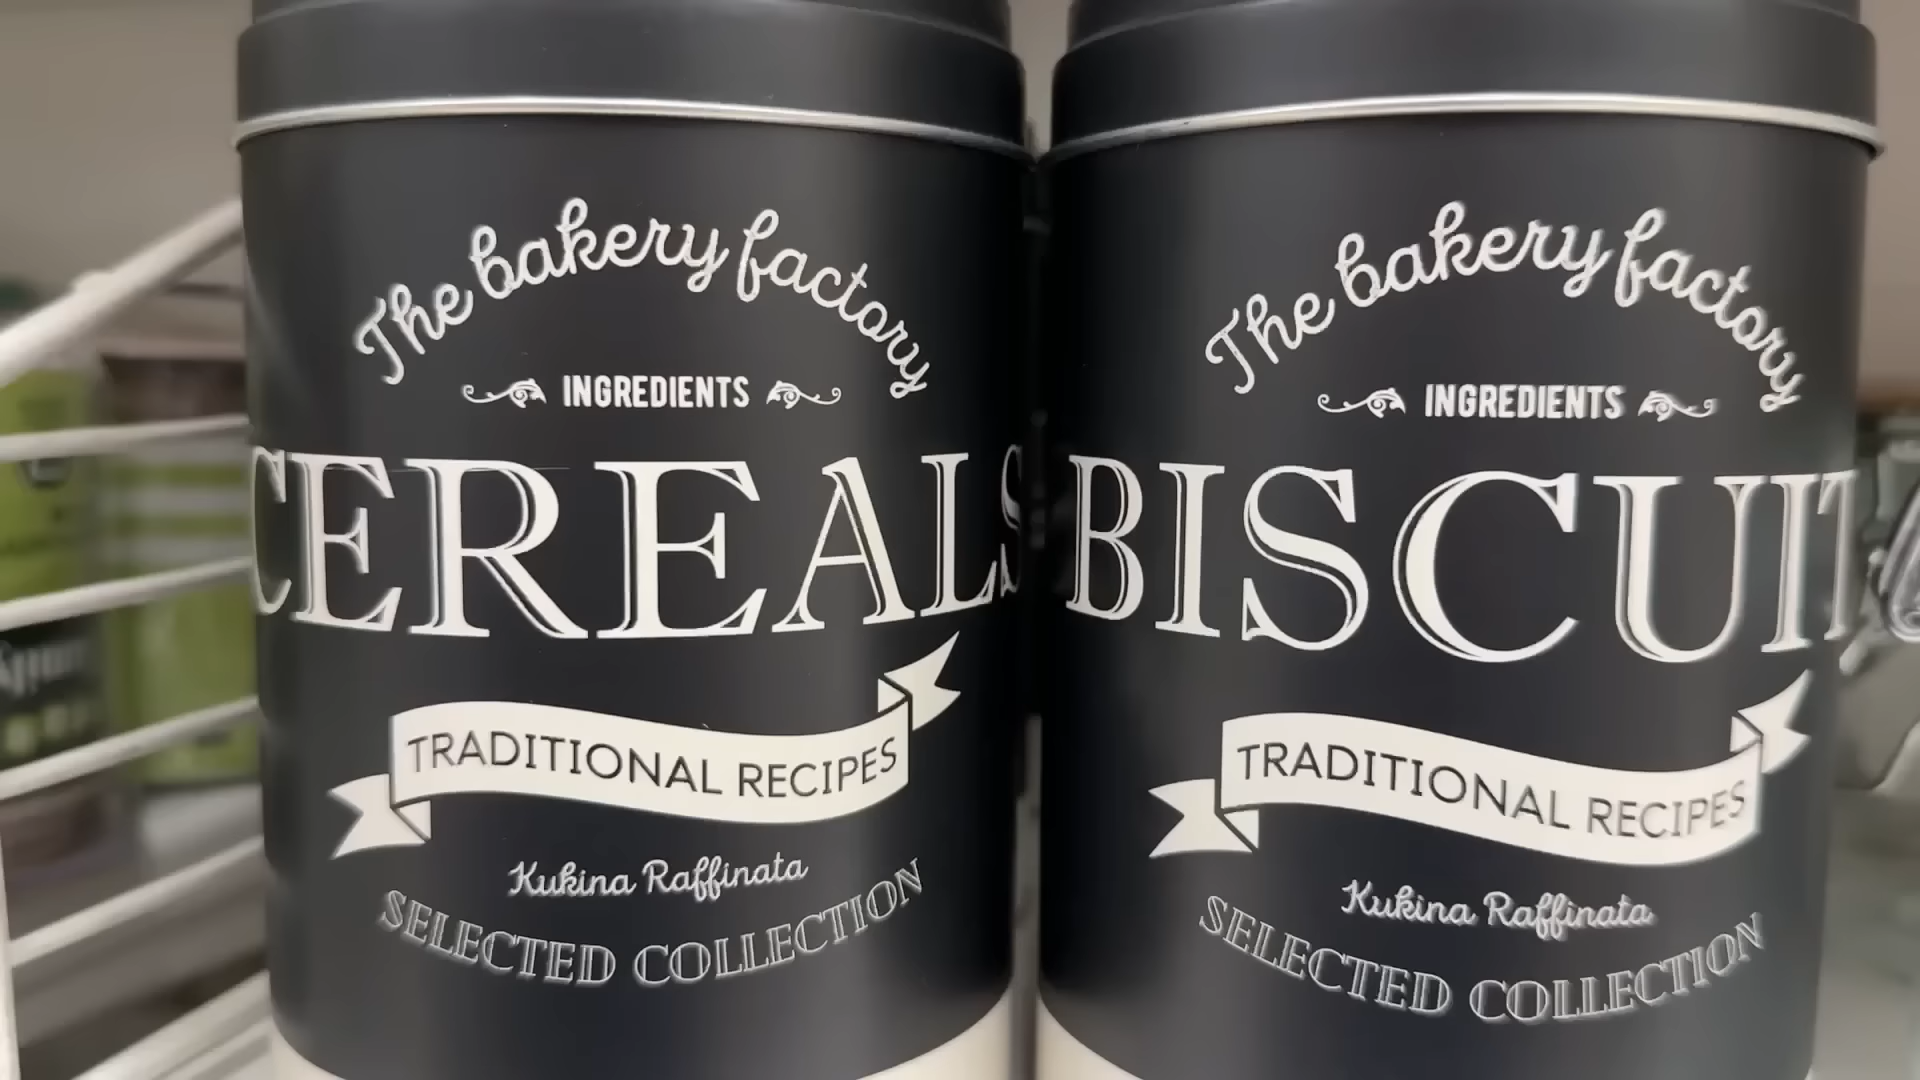 The bakery factory
INGREDIENTS
CEREALS
TRADITIONAL RECIPES
Kukina Raffinata
SELECTED COLLECTION
The bakery factory
INGREDIENTS
BISCUIT
TRADITIONAL RECIPES
Kukina Raffinata
SELECTED COLLECTION